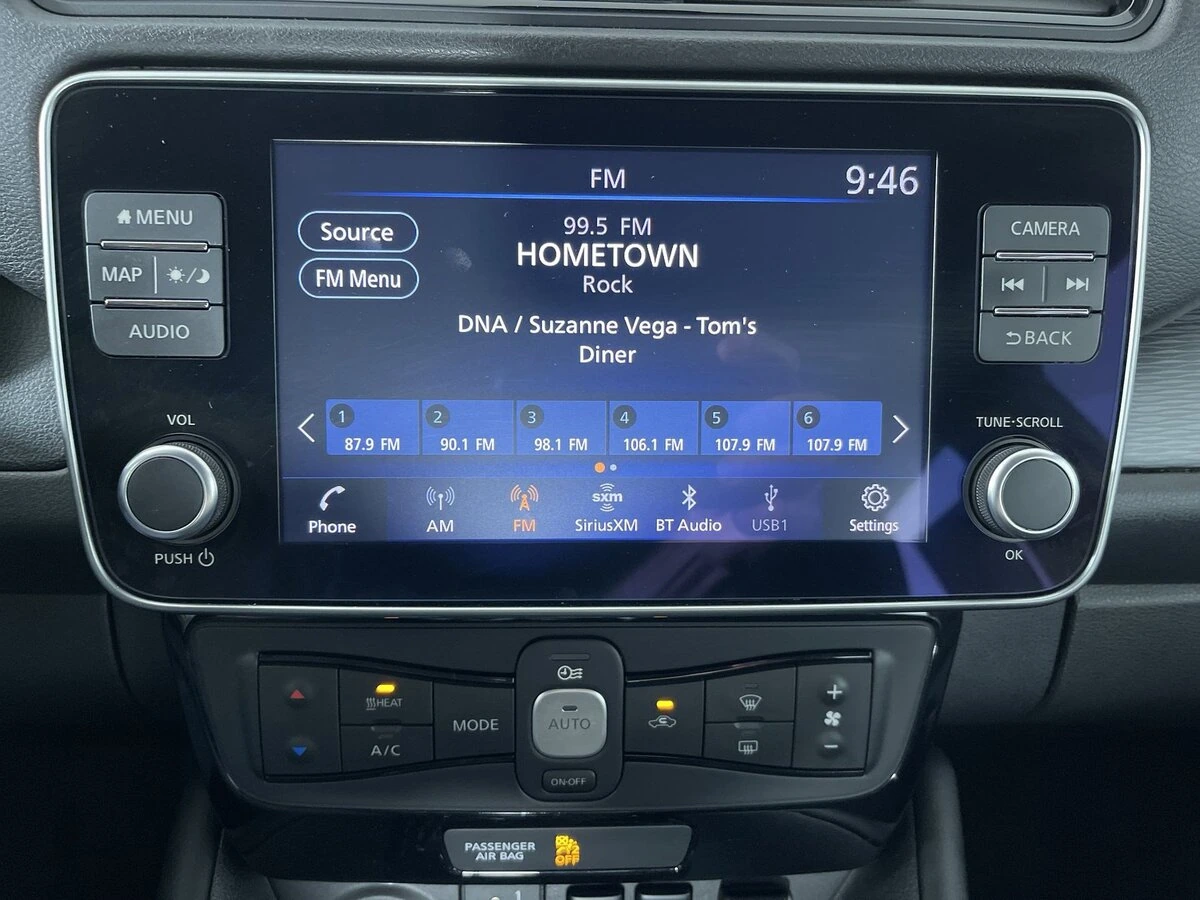 FM
9:46
MENU
MAP
AUDIO
Source
FM Menu
99.5 FM
HOMETOWN
Rock
DNA / Suzanne Vega - Tom's
Diner
CAMERA
BACK
1
87.9 FM
2
90.1 FM
3
98.1 FM
4
106.1 FM
5
107.9 FM
6
107.9 FM
VOL
PUSH
TUNE·SCROLL
OK
Phone
AM
FM
sxm
SiriusXM
BT Audio
USB1
Settings
HEAT
A/C
MODE
AUTO
ON·OFF
+
−
PASSENGER
AIR BAG
2
OFF
1